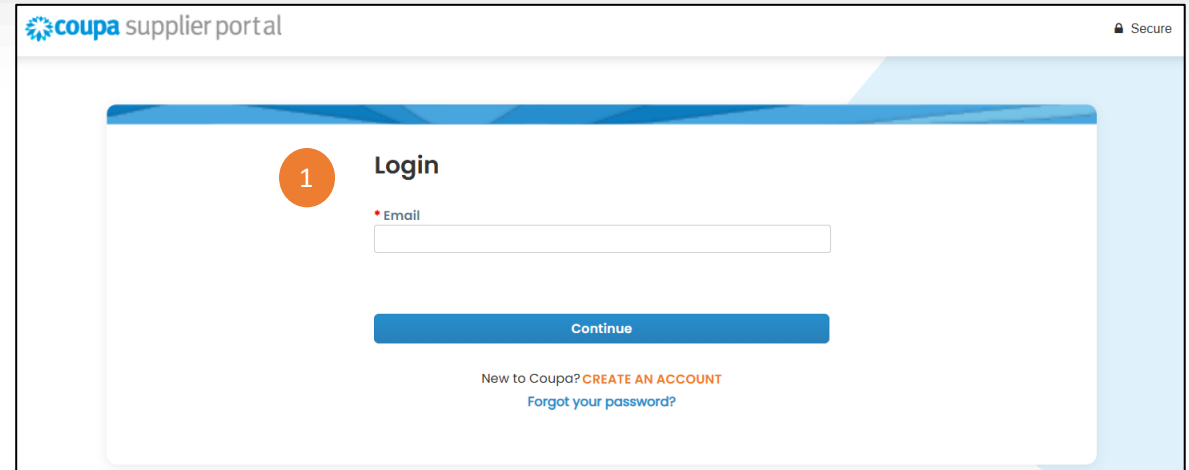 coupa supplier portal
Secure
1
Login
* Email
Continue
New to Coupa? CREATE AN ACCOUNT
Forgot your password?